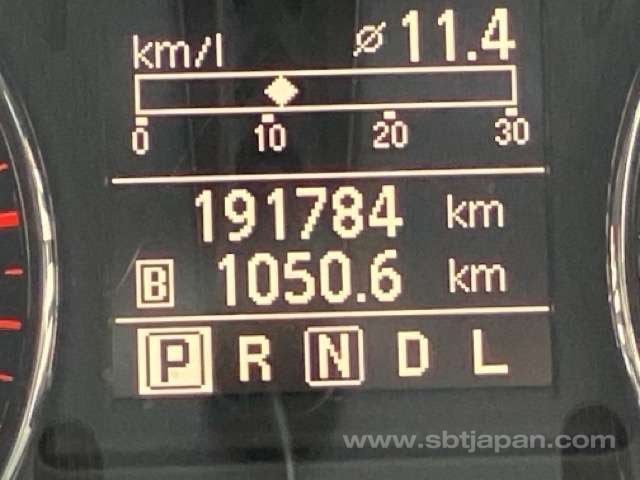 km/l ⌀ 11.4
0 10 20 30
191784 km
B 1050.6 km
P R N D L
www.sbtjapan.com